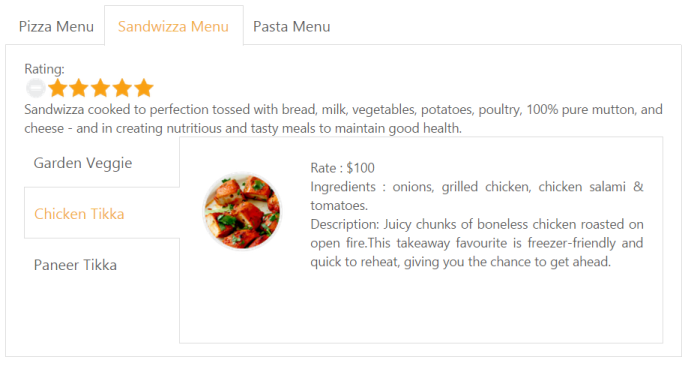 Pizza Menu
Sandwizza Menu
Pasta Menu
Rating:
Sandwizza cooked to perfection tossed with bread, milk, vegetables, potatoes, poultry, 100% pure mutton, and
cheese - and in creating nutritious and tasty meals to maintain good health.
Garden Veggie
Chicken Tikka
Paneer Tikka
Rate : $100
Ingredients : onions, grilled chicken, chicken salami &
tomatoes.
Description: Juicy chunks of boneless chicken roasted on
open fire.This takeaway favourite is freezer-friendly and
quick to reheat, giving you the chance to get ahead.